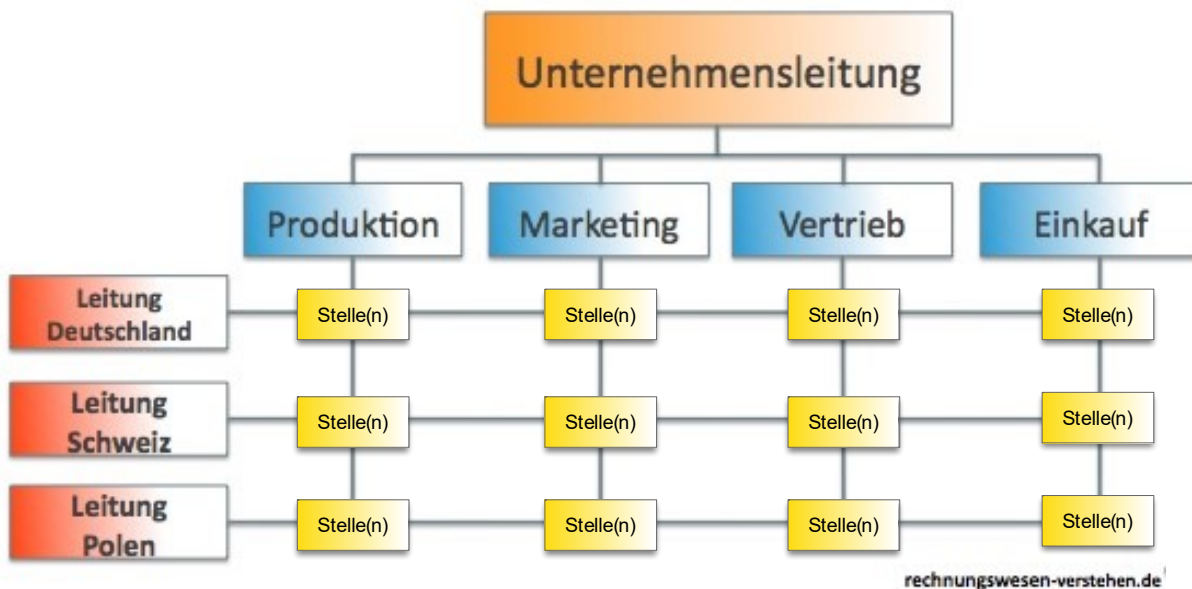 Unternehmensleitung
Produktion
Marketing
Vertrieb
Einkauf
Leitung
Deutschland
Stelle(n)
Stelle(n)
Stelle(n)
Stelle(n)
Leitung
Schweiz
Stelle(n)
Stelle(n)
Stelle(n)
Stelle(n)
Leitung
Polen
Stelle(n)
Stelle(n)
Stelle(n)
Stelle(n)
rechnungswesen-verstehen.de